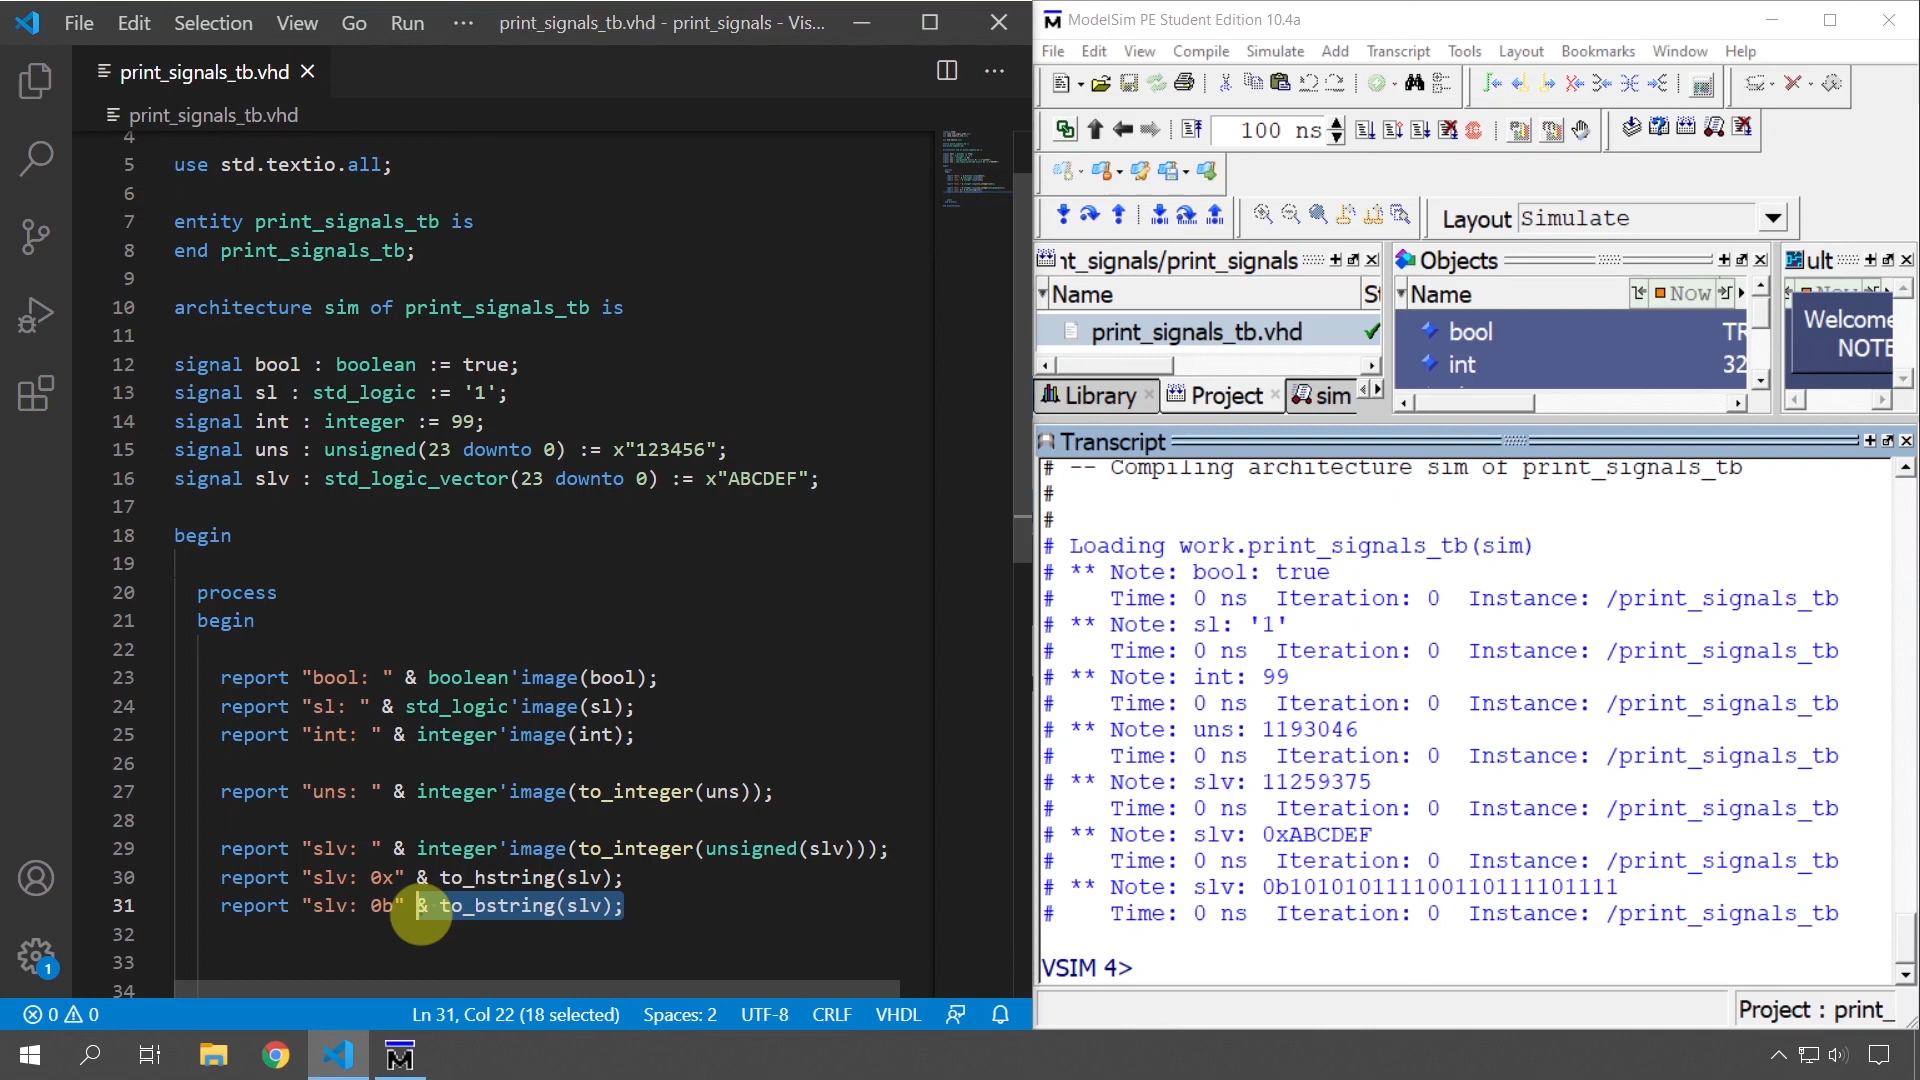 File Edit Selection View Go Run ··· print_signals_tb.vhd - print_signals - Vis...
print_signals_tb.vhd
print_signals_tb.vhd
4
5 use std.textio.all;
6
7 entity print_signals_tb is
8 end print_signals_tb;
9
10 architecture sim of print_signals_tb is
11
12 signal bool : boolean := true;
13 signal sl : std_logic := '1';
14 signal int : integer := 99;
15 signal uns : unsigned(23 downto 0) := x"123456";
16 signal slv : std_logic_vector(23 downto 0) := x"ABCDEF";
17
18 begin
19
20 process
21 begin
22
23 report "bool: " & boolean'image(bool);
24 report "sl: " & std_logic'image(sl);
25 report "int: " & integer'image(int);
26
27 report "uns: " & integer'image(to_integer(uns));
28
29 report "slv: " & integer'image(to_integer(unsigned(slv)));
30 report "slv: 0x" & to_hstring(slv);
31 report "slv: 0b" & to_bstring(slv);
32
33
34
1
0 0 Ln 31, Col 22 (18 selected) Spaces: 2 UTF-8 CRLF VHDL
ModelSim PE Student Edition 10.4a
File Edit View Compile Simulate Add Transcript Tools Layout Bookmarks Window Help
100 ns
Layout Simulate
nt_signals/print_signals
Name St
print_signals_tb.vhd
Library Project sim
Objects
Name Now
bool TR
int 32
ult
Welcome
NOTE
Transcript
# -- Compiling architecture sim of print_signals_tb
#
#
# Loading work.print_signals_tb(sim)
# ** Note: bool: true
# Time: 0 ns Iteration: 0 Instance: /print_signals_tb
# ** Note: sl: '1'
# Time: 0 ns Iteration: 0 Instance: /print_signals_tb
# ** Note: int: 99
# Time: 0 ns Iteration: 0 Instance: /print_signals_tb
# ** Note: uns: 1193046
# Time: 0 ns Iteration: 0 Instance: /print_signals_tb
# ** Note: slv: 11259375
# Time: 0 ns Iteration: 0 Instance: /print_signals_tb
# ** Note: slv: 0xABCDEF
# Time: 0 ns Iteration: 0 Instance: /print_signals_tb
# ** Note: slv: 0b101010111100110111101111
# Time: 0 ns Iteration: 0 Instance: /print_signals_tb
VSIM 4>
Project : print_